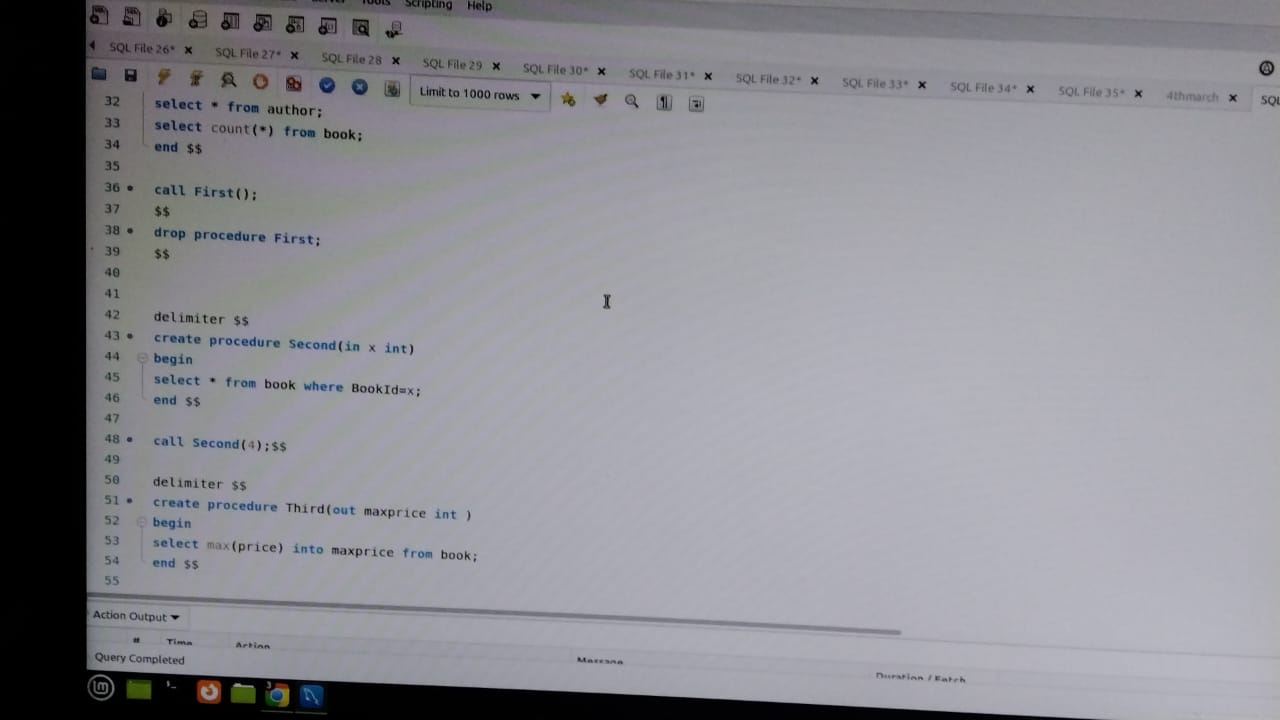 Scripting Help
SQL File 26* SQL File 27* SQL File 28 SQL File 29 SQL File 30* SQL File 31* SQL File 32* SQL File 33* SQL File 34* SQL File 35* 4thmarch SQL
Limit to 1000 rows
32 select * from author;
33 select count(*) from book;
34 end $$
35
36 call First();
37 $$
38 drop procedure First;
39 $$
40
41
42 delimiter $$
43 create procedure Second(in x int)
44 begin
45 select * from book where BookId=x;
46 end $$
47
48 call Second(4);$$
49
50 delimiter $$
51 create procedure Third(out maxprice int )
52 begin
53 select max(price) into maxprice from book;
54 end $$
55
Action Output
# Time Action Message Duration / Fetch
Query Completed
3